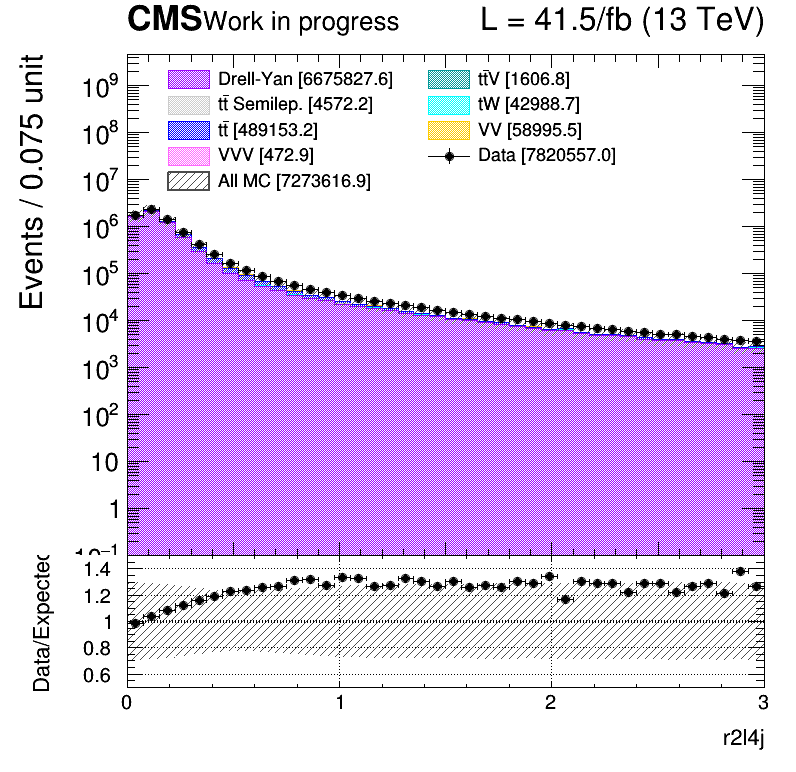 CMS Work in progress L = 41.5/fb (13 TeV)
Events / 0.075 unit
10⁹
10⁸
10⁷
10⁶
10⁵
10⁴
10³
10²
10
1
10⁻¹
Drell-Yan [6675827.6]
tt̄ Semilep. [4572.2]
tt̄ [489153.2]
VVV [472.9]
All MC [7273616.9]
tt̄V [1606.8]
tW [42988.7]
VV [58995.5]
Data [7820557.0]
Data/Expected
1.4
1.2
1
0.8
0.6
0 1 2 3
r2l4j